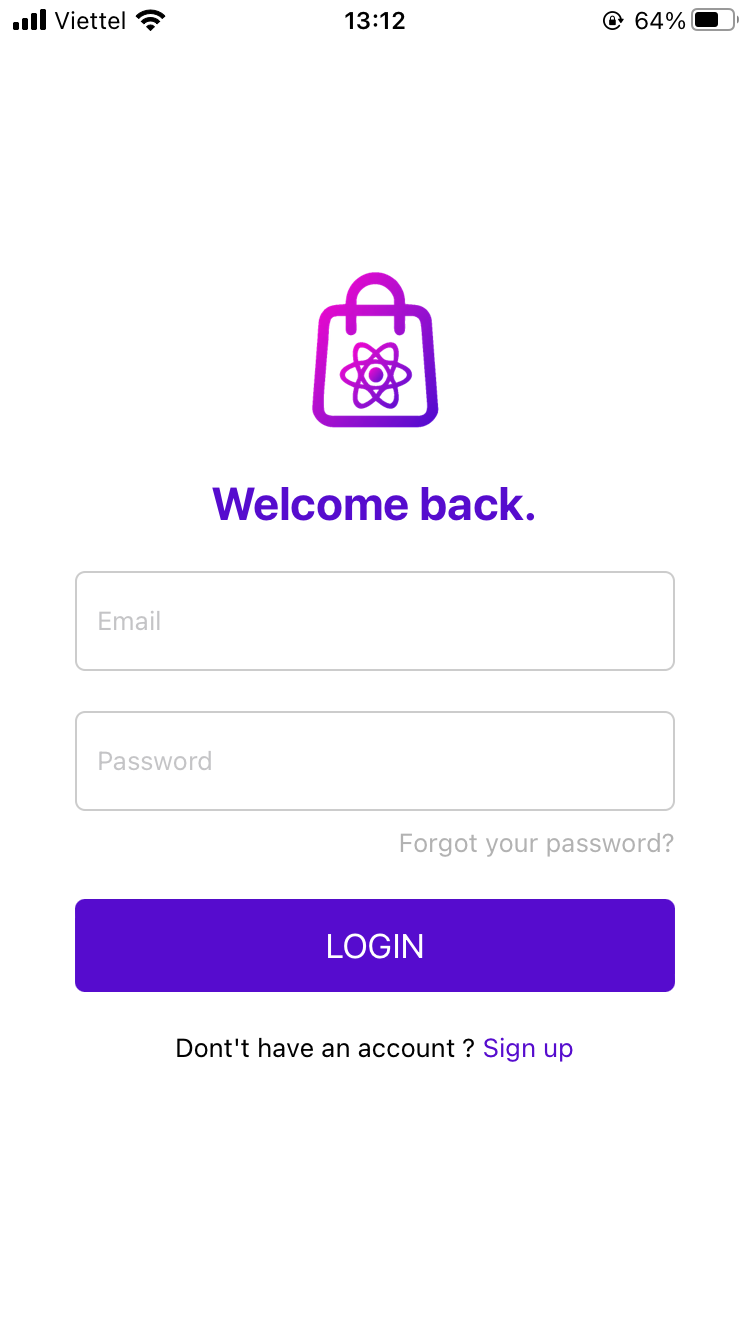 Viettel 13:12 64%
Welcome back.
Email
Password
Forgot your password?
LOGIN
Dont't have an account ? Sign up